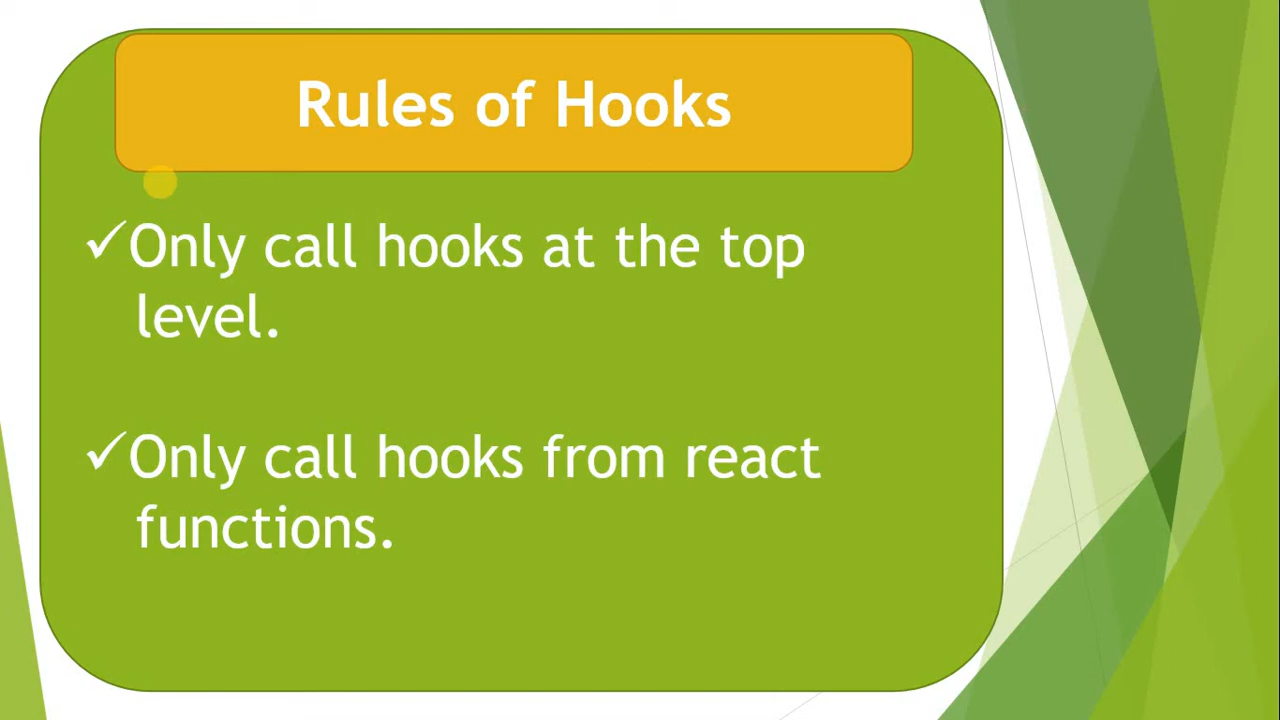 Rules of Hooks
✓Only call hooks at the top
level.
✓Only call hooks from react
functions.